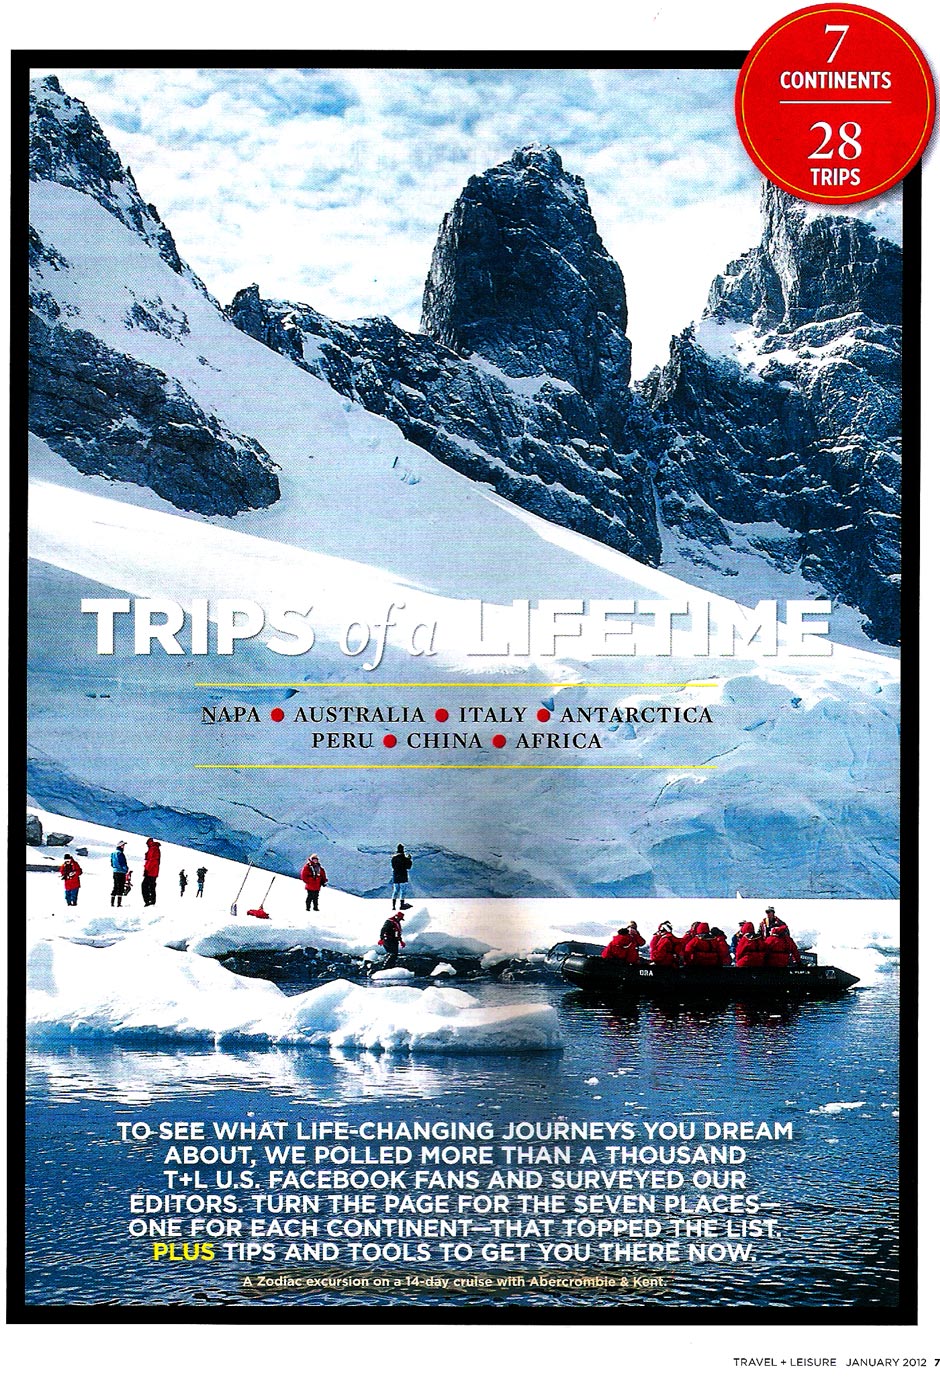 7
CONTINENTS
28
TRIPS
TRIPS of a LIFETIME
NAPA ● AUSTRALIA ● ITALY ● ANTARCTICA
PERU ● CHINA ● AFRICA
TO SEE WHAT LIFE-CHANGING JOURNEYS YOU DREAM
ABOUT, WE POLLED MORE THAN A THOUSAND
T+L U.S. FACEBOOK FANS AND SURVEYED OUR
EDITORS. TURN THE PAGE FOR THE SEVEN PLACES—
ONE FOR EACH CONTINENT—THAT TOPPED THE LIST.
PLUS TIPS AND TOOLS TO GET YOU THERE NOW.
A Zodiac excursion on a 14-day cruise with Abercrombie & Kent.
TRAVEL + LEISURE JANUARY 2012 7